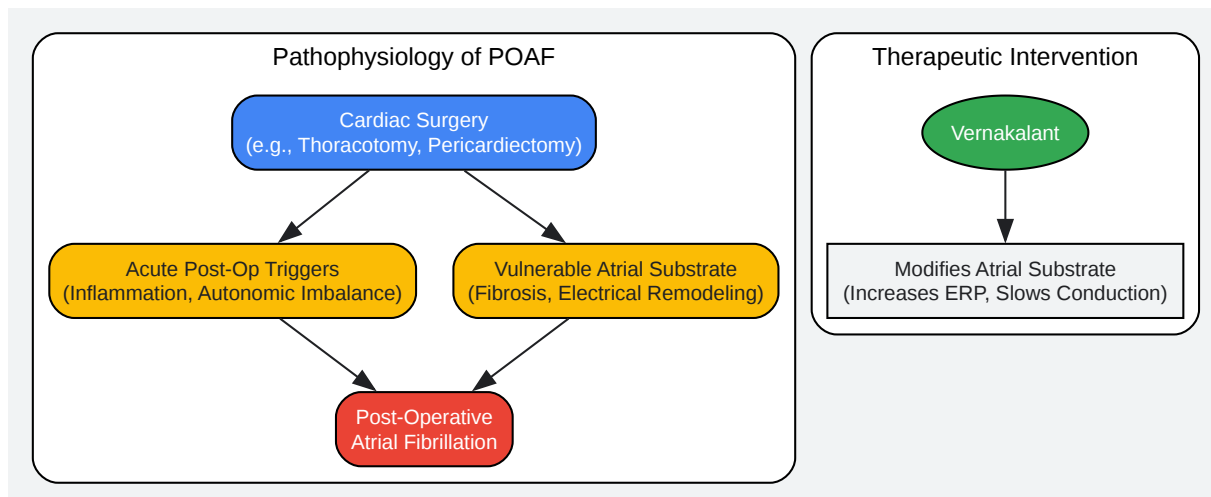 Pathophysiology of POAF
Cardiac Surgery
(e.g., Thoracotomy, Pericardiectomy)
Acute Post-Op Triggers
(Inflammation, Autonomic Imbalance)
Vulnerable Atrial Substrate
(Fibrosis, Electrical Remodeling)
Post-Operative
Atrial Fibrillation
Therapeutic Intervention
Vernakalant
Modifies Atrial Substrate
(Increases ERP, Slows Conduction)